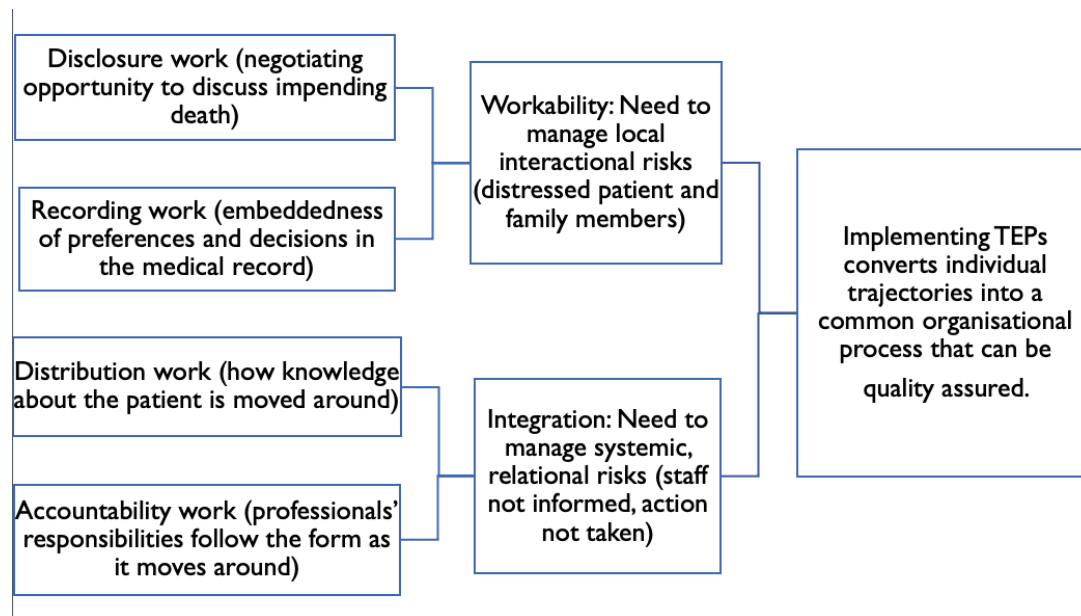 Disclosure work (negotiating
opportunity to discuss impending
death)
Recording work (embeddedness
of preferences and decisions in
the medical record)
Distribution work (how knowledge
about the patient is moved around)
Accountability work (professionals’
responsibilities follow the form as
it moves around)
Workability: Need to
manage local
interactional risks
(distressed patient and
family members)
Integration: Need to
manage systemic,
relational risks (staff
not informed, action
not taken)
Implementing TEPs
converts individual
trajectories into a
common organisational
process that can be
quality assured.